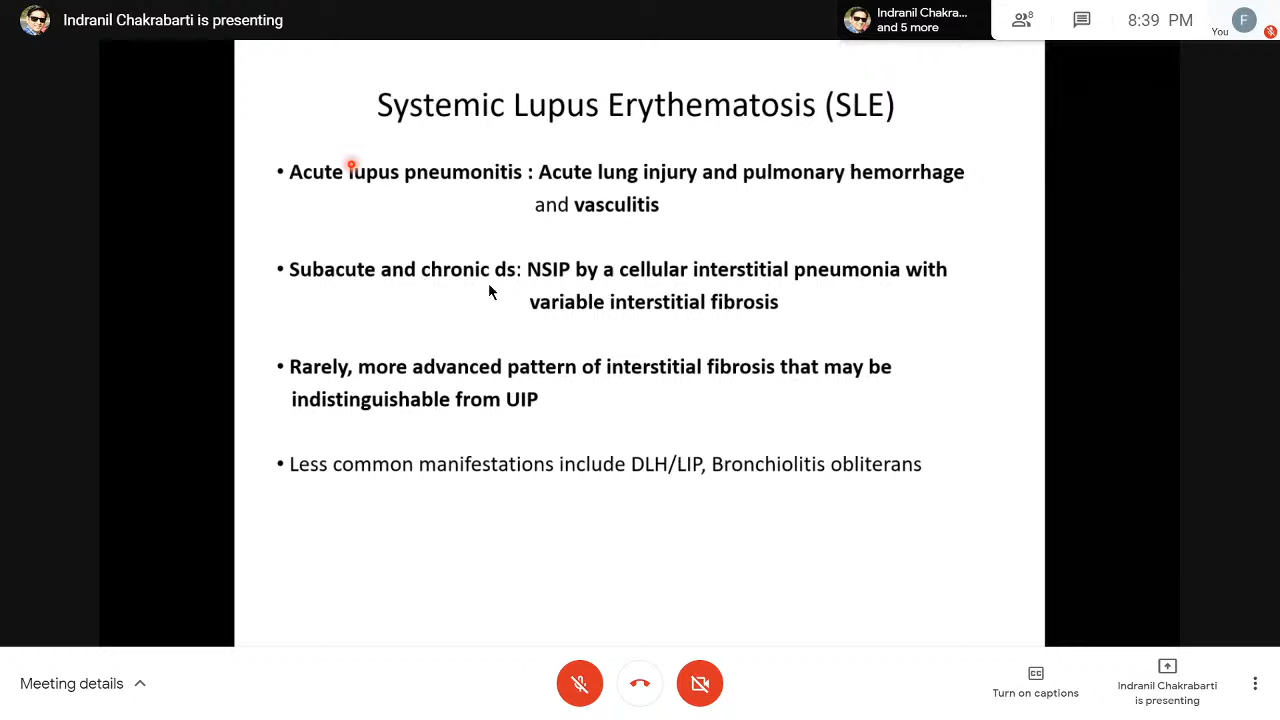 Indranil Chakrabarti is presenting
Indranil Chakra...
and 5 more
8
8:39 PM
You
F
Systemic Lupus Erythematosis (SLE)
• Acute lupus pneumonitis : Acute lung injury and pulmonary hemorrhage
and vasculitis
• Subacute and chronic ds: NSIP by a cellular interstitial pneumonia with
variable interstitial fibrosis
• Rarely, more advanced pattern of interstitial fibrosis that may be
indistinguishable from UIP
• Less common manifestations include DLH/LIP, Bronchiolitis obliterans
Meeting details
CC
Turn on captions
Indranil Chakrabarti
is presenting